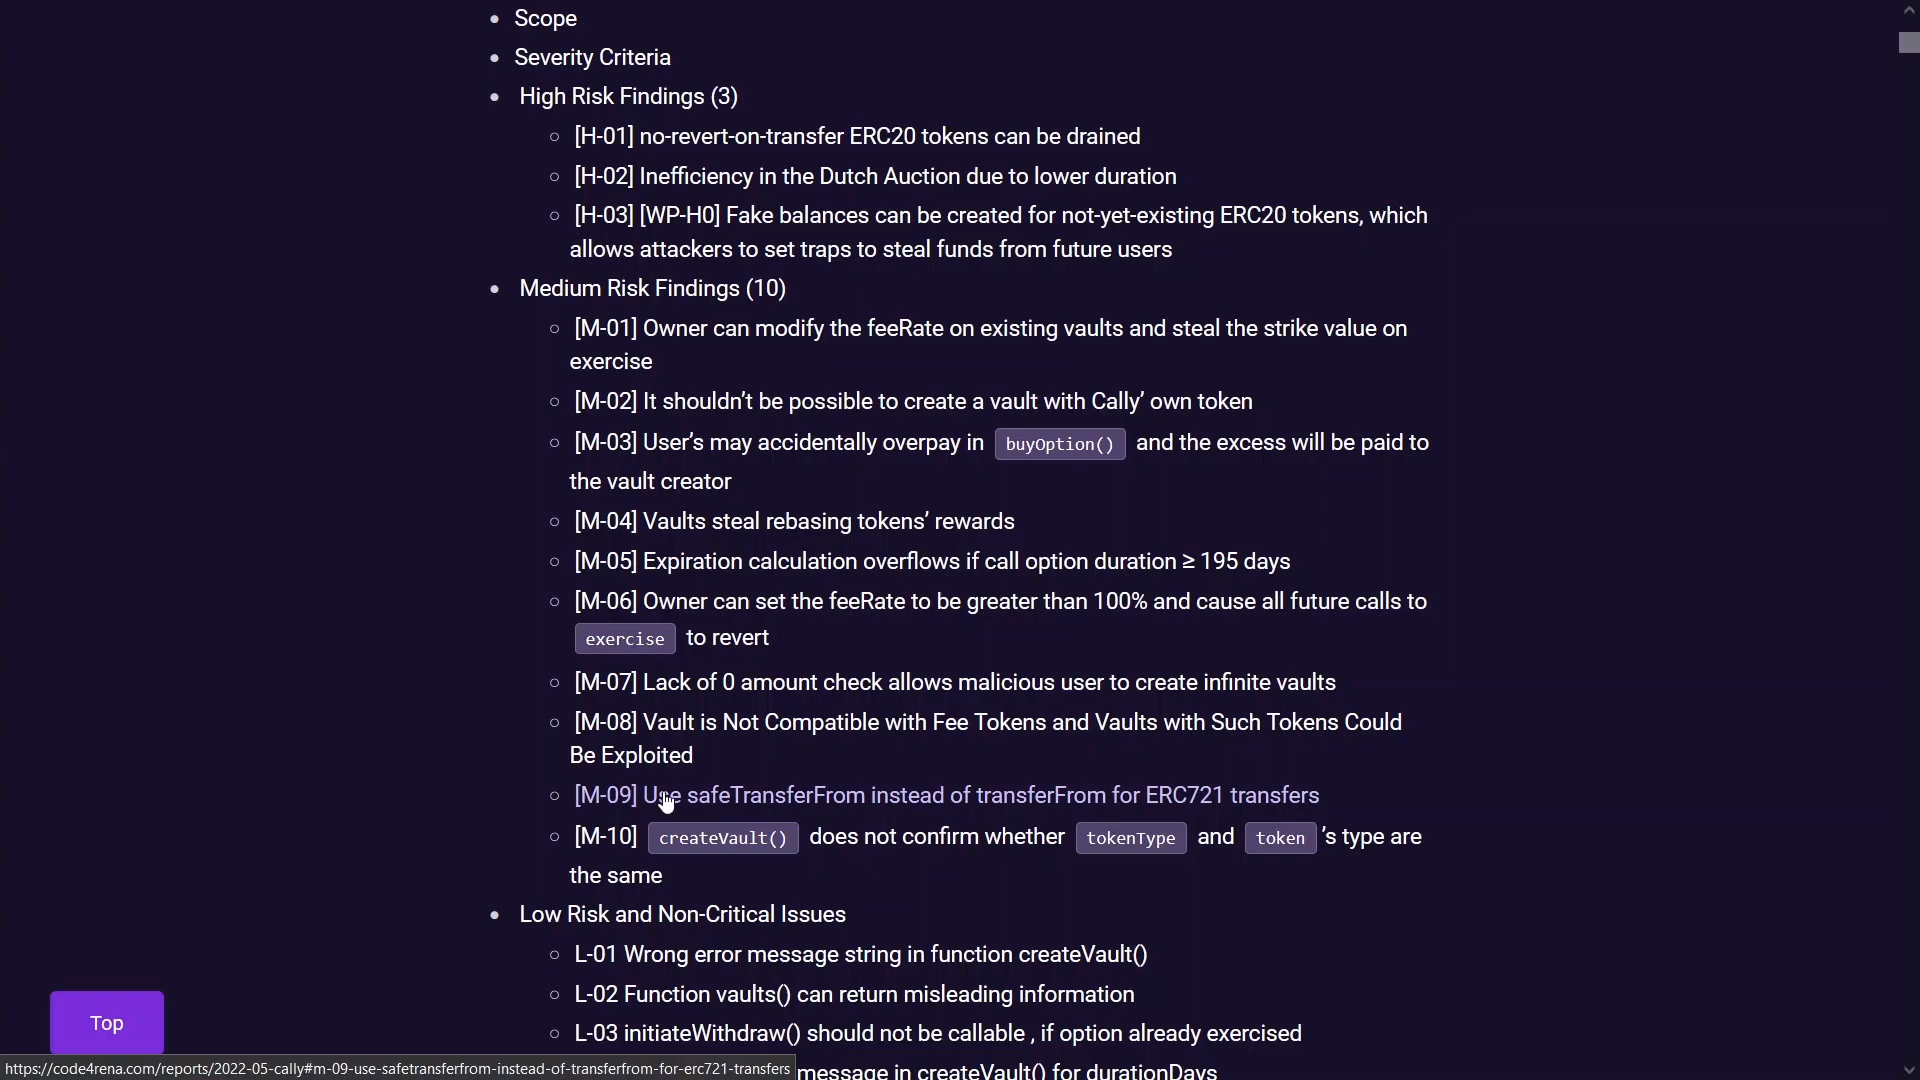 Scope
Severity Criteria
High Risk Findings (3)
[H-01] no-revert-on-transfer ERC20 tokens can be drained
[H-02] Inefficiency in the Dutch Auction due to lower duration
[H-03] [WP-H0] Fake balances can be created for not-yet-existing ERC20 tokens, which
allows attackers to set traps to steal funds from future users
Medium Risk Findings (10)
[M-01] Owner can modify the feeRate on existing vaults and steal the strike value on
exercise
[M-02] It shouldn’t be possible to create a vault with Cally’ own token
[M-03] User’s may accidentally overpay in buyOption() and the excess will be paid to
the vault creator
[M-04] Vaults steal rebasing tokens’ rewards
[M-05] Expiration calculation overflows if call option duration ≥ 195 days
[M-06] Owner can set the feeRate to be greater than 100% and cause all future calls to
exercise to revert
[M-07] Lack of 0 amount check allows malicious user to create infinite vaults
[M-08] Vault is Not Compatible with Fee Tokens and Vaults with Such Tokens Could
Be Exploited
[M-09] Use safeTransferFrom instead of transferFrom for ERC721 transfers
[M-10] createVault() does not confirm whether tokenType and token ’s type are
the same
Low Risk and Non-Critical Issues
L-01 Wrong error message string in function createVault()
L-02 Function vaults() can return misleading information
L-03 initiateWithdraw() should not be callable , if option already exercised
Top
https://code4rena.com/reports/2022-05-cally#m-09-use-safetransferfrom-instead-of-transferfrom-for-erc721-transfers
message in createVault() for durationDays